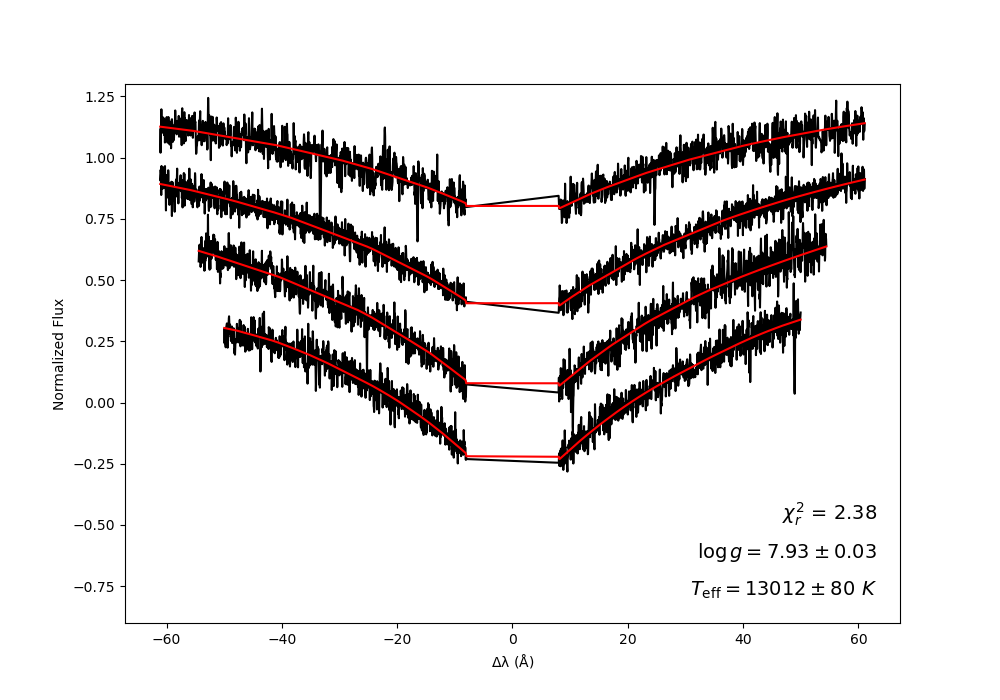 1.25
1.00
0.75
0.50
0.25
0.00
−0.25
−0.50
−0.75
Normalized Flux
χ²ᵣ = 2.38
log g = 7.93 ± 0.03
T_eff = 13012 ± 80 K
−60 −40 −20 0 20 40 60
Δλ (Å)